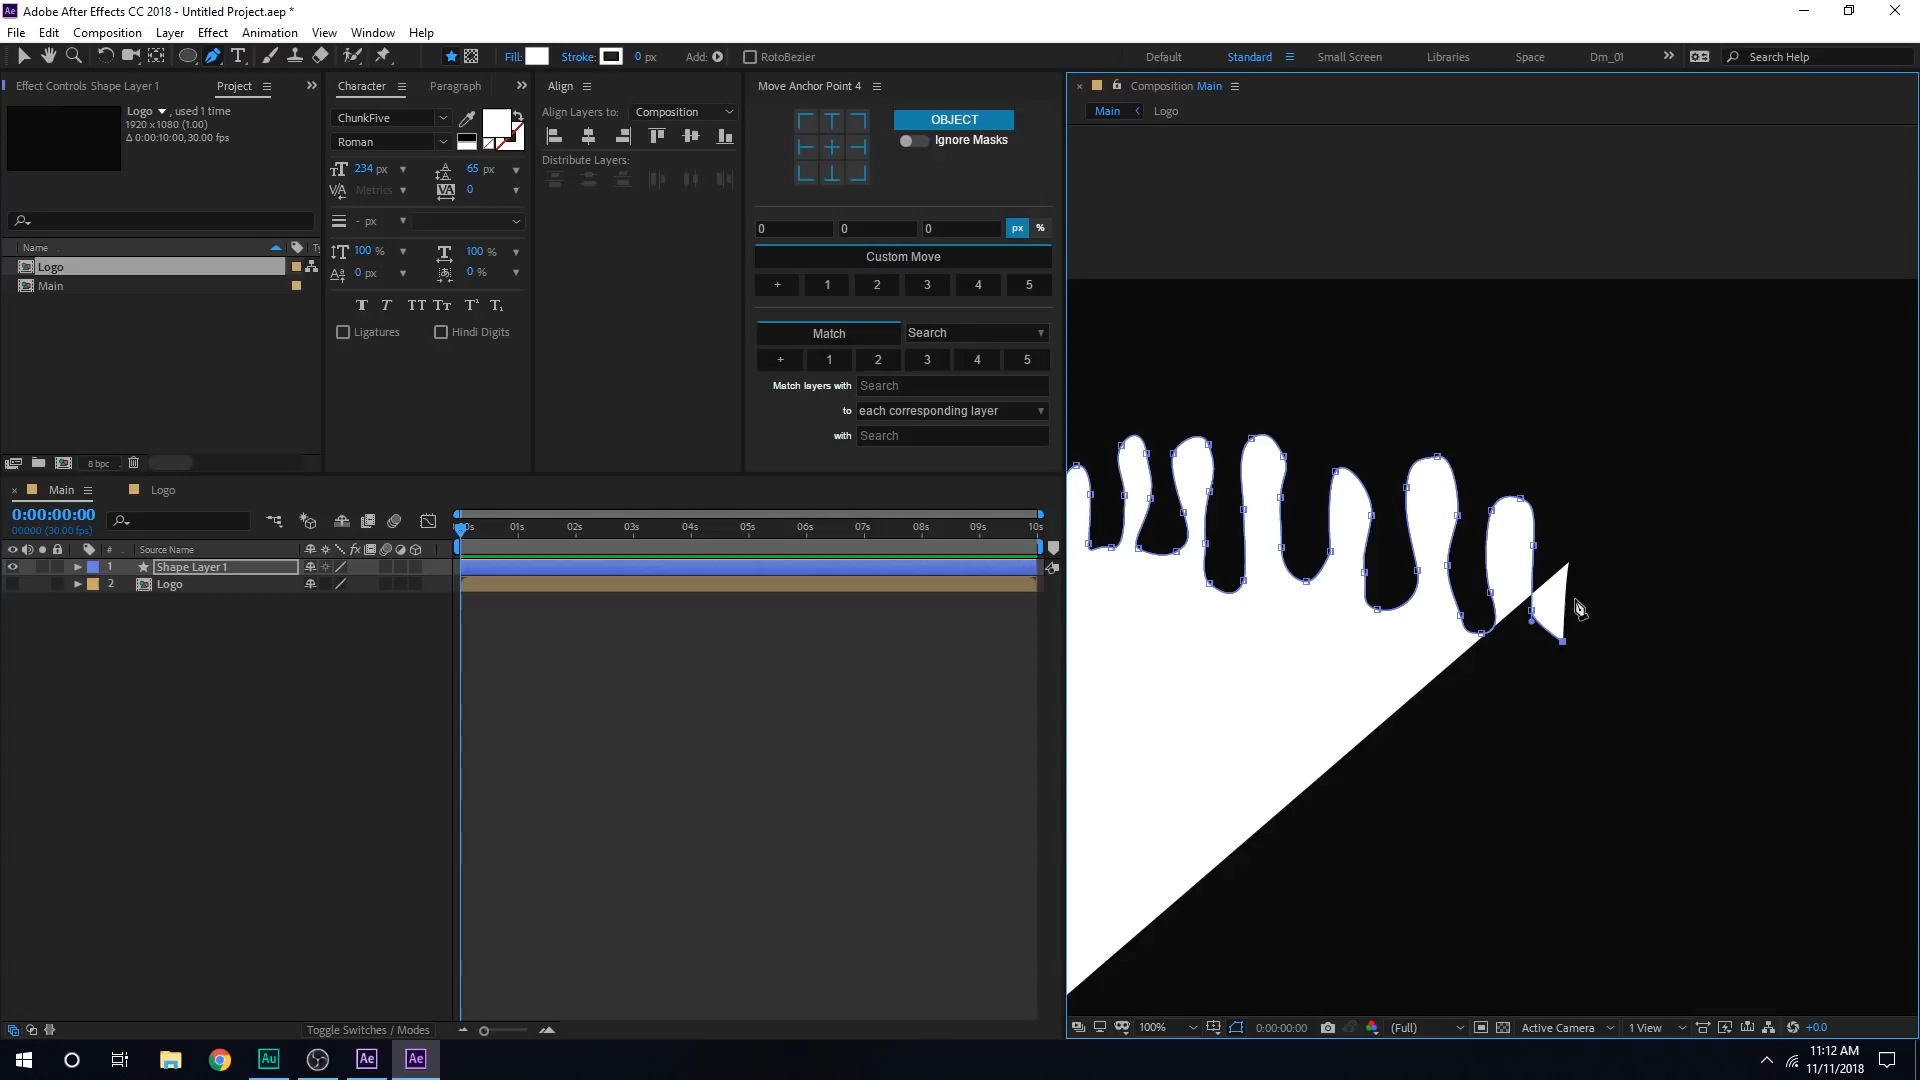 Adobe After Effects CC 2018 - Untitled Project.aep *
File Edit Composition Layer Effect Animation View Window Help
Fill: Stroke: 0 px Add: RotoBezier
Default Standard Small Screen Libraries Space Dm_01 Search Help
Effect Controls Shape Layer 1 Project
Logo , used 1 time
1920 x1080 (1.00)
Δ 0:00:10:00, 30.00 fps
Name
Logo
Main
8 bpc
Character Paragraph
ChunkFive
Roman
234 px 65 px
Metrics 0
- px
100 % 100 %
0 px 0 %
Ligatures Hindi Digits
Align
Align Layers to: Composition
Distribute Layers:
Move Anchor Point 4
OBJECT
Ignore Masks
0 0 0 px %
Custom Move
+ 1 2 3 4 5
Match Search
+ 1 2 3 4 5
Match layers with Search
to each corresponding layer
with Search
Composition Main
Main Logo
Main Logo
0:00:00:00
00000 (30.00 fps)
01s 02s 03s 04s 05s 06s 07s 08s 09s 10s
# Source Name
1 Shape Layer 1
2 Logo
Toggle Switches / Modes
100% 0:00:00:00 (Full) Active Camera 1 View +0.0
Au Ae Ae
11:12 AM
11/11/2018